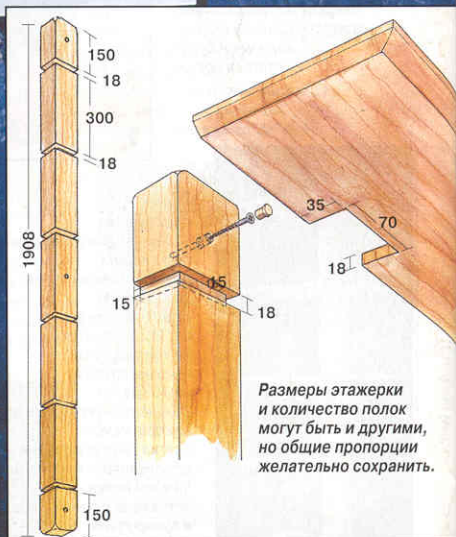 150
18
300
18
1908
150
35
70
18
15
15
18
Размеры этажерки
и количество полок
могут быть и другими,
но общие пропорции
желательно сохранить.